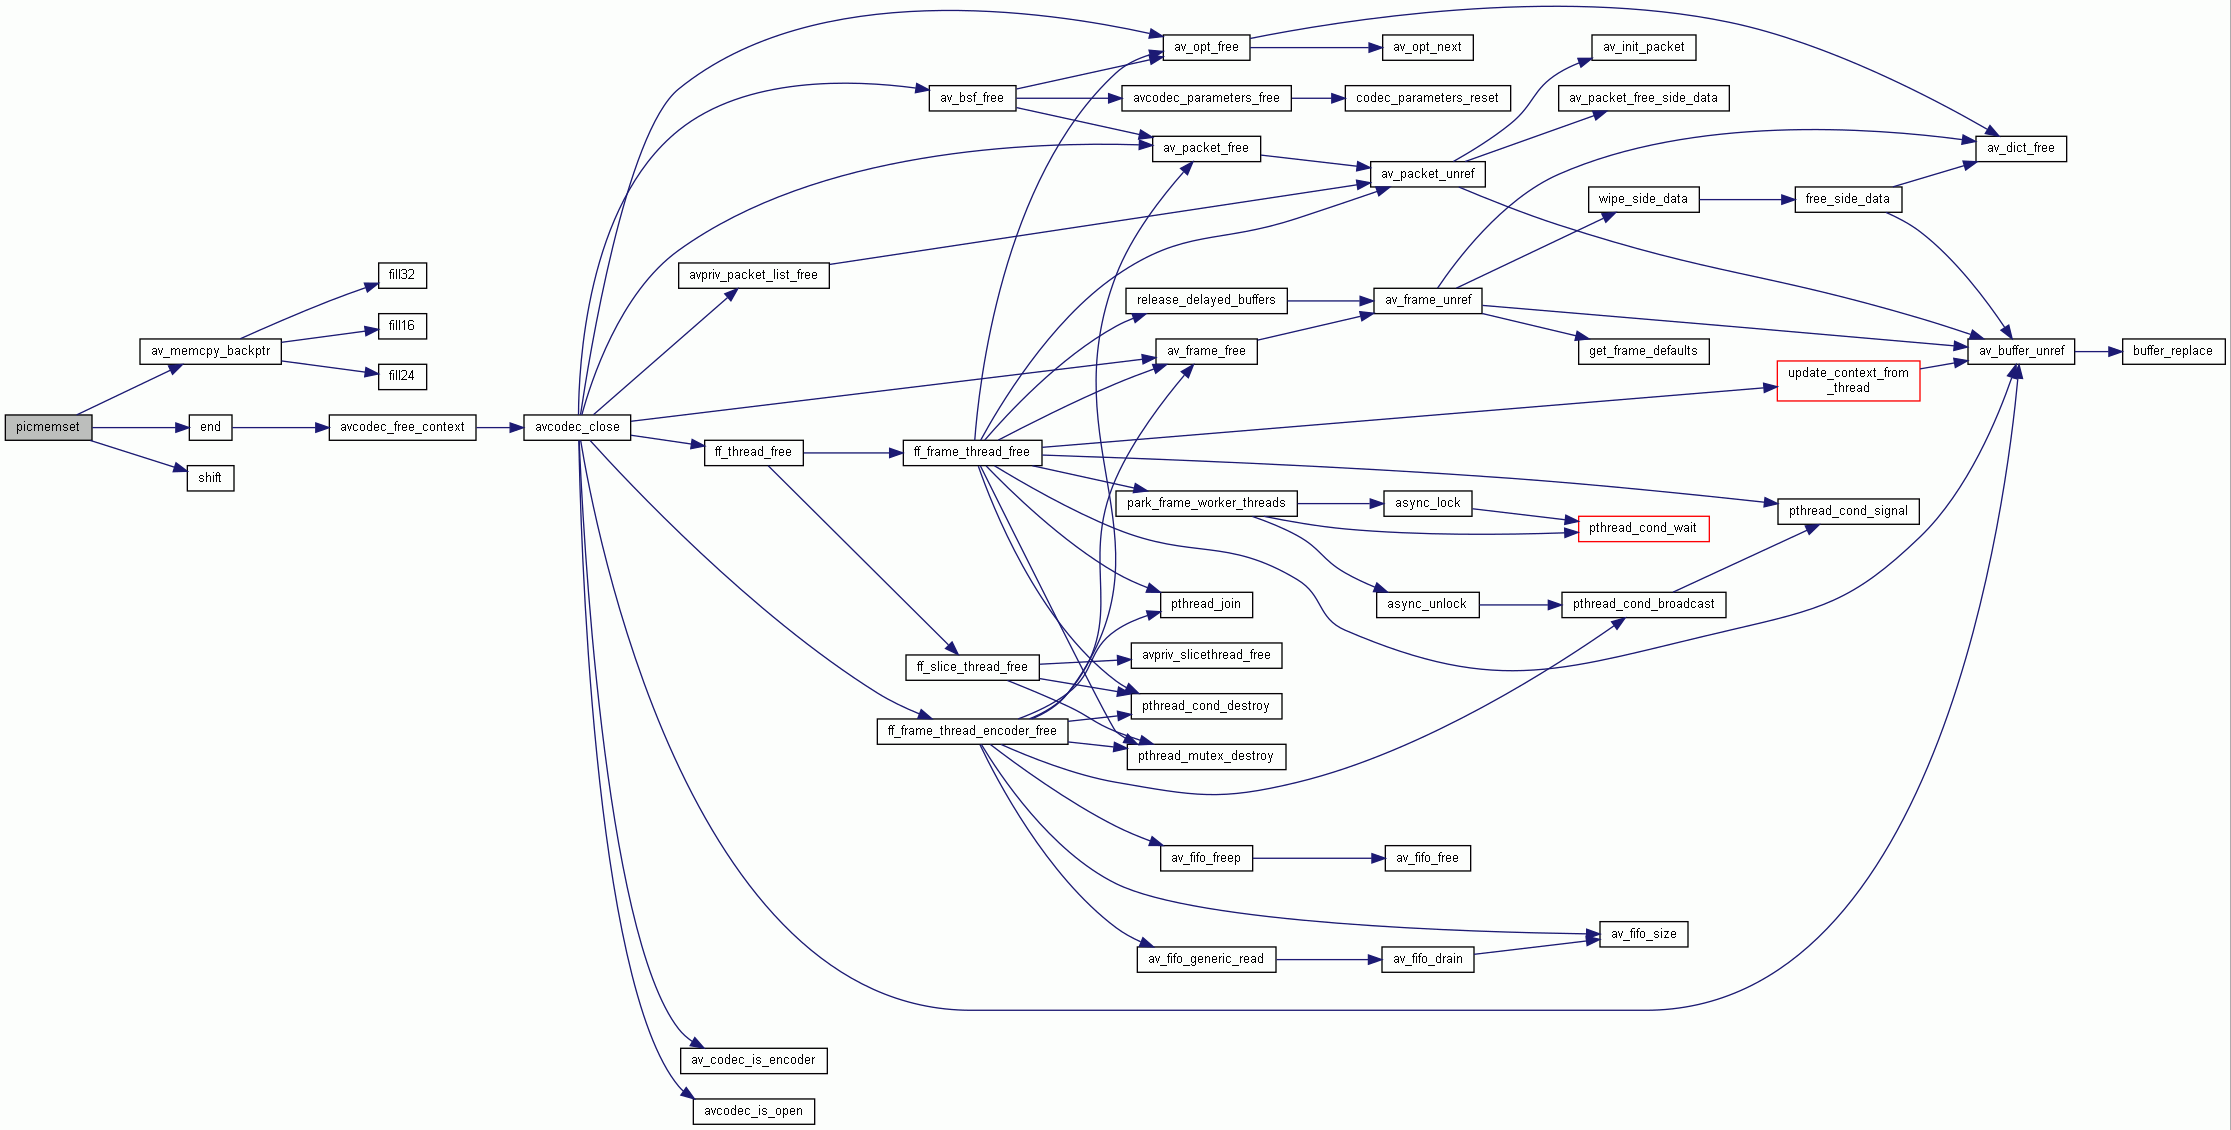 picmemset
av_memcpy_backptr
end
shift
fill32
fill16
fill24
avcodec_free_context
avcodec_close
av_bsf_free
avpriv_packet_list_free
ff_thread_free
ff_frame_thread_free
ff_slice_thread_free
ff_frame_thread_encoder_free
av_codec_is_encoder
avcodec_is_open
av_opt_free
avcodec_parameters_free
av_packet_free
release_delayed_buffers
av_frame_free
park_frame_worker_threads
pthread_join
avpriv_slicethread_free
pthread_cond_destroy
pthread_mutex_destroy
av_fifo_freep
av_fifo_generic_read
av_opt_next
codec_parameters_reset
av_packet_unref
av_frame_unref
async_lock
async_unlock
av_fifo_free
av_fifo_drain
av_init_packet
av_packet_free_side_data
wipe_side_data
get_frame_defaults
pthread_cond_wait
pthread_cond_broadcast
av_fifo_size
free_side_data
update_context_from
_thread
pthread_cond_signal
av_dict_free
av_buffer_unref
buffer_replace